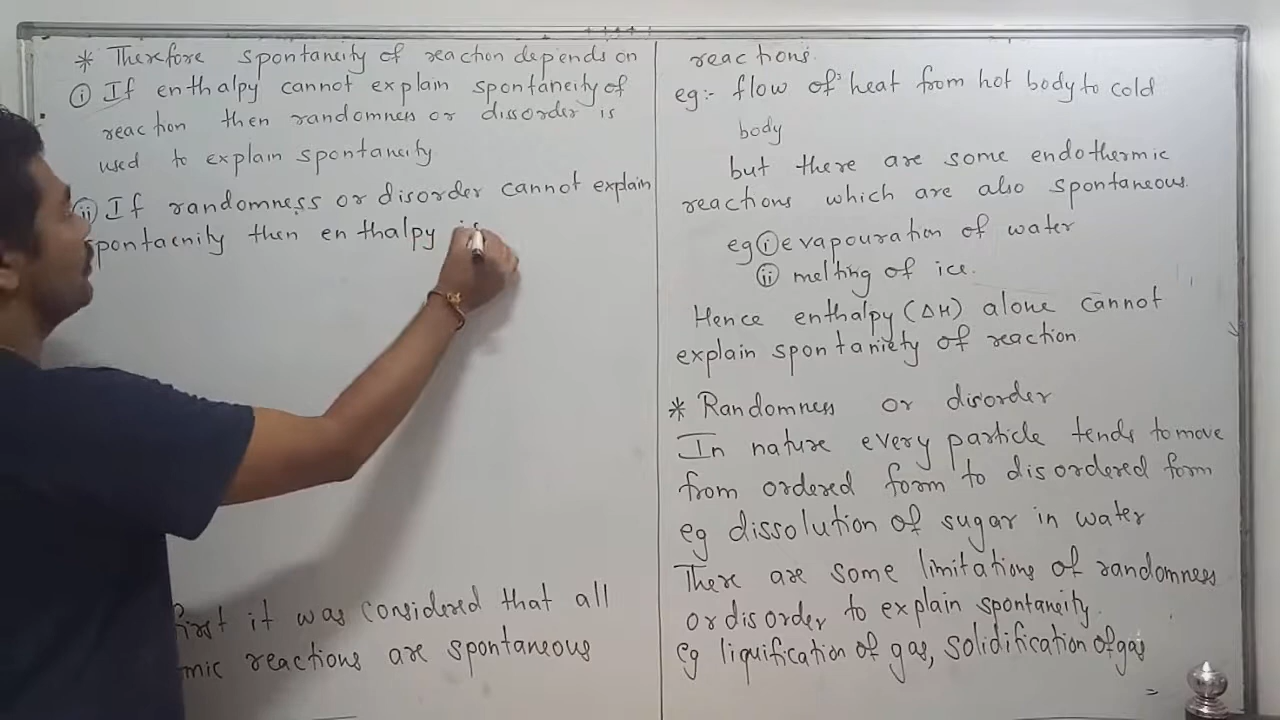 * Therefore spontaneity of reaction depends on
i If enthalpy cannot explain spontaneity of
reaction then randomness or dissorder is
used to explain spontaneity
ii If randomness or disorder cannot explain
spontaenity then enthalpy is
first it was considered that all
mic reactions are spontaneous
reactions.
eg:- flow of heat from hot body to cold
body
but there are some endothermic
reactions which are also spontaneous.
eg i evapouration of water
ii melting of ice.
Hence enthalpy (ΔH) alone cannot
explain spontaniety of reaction
* Randomness or disorder
In nature every particle tends to move
from ordered form to disordered form
eg dissolution of sugar in water
There are some limitations of randomness
or disorder to explain spontaneity.
eg liquification of gas, solidification of gas